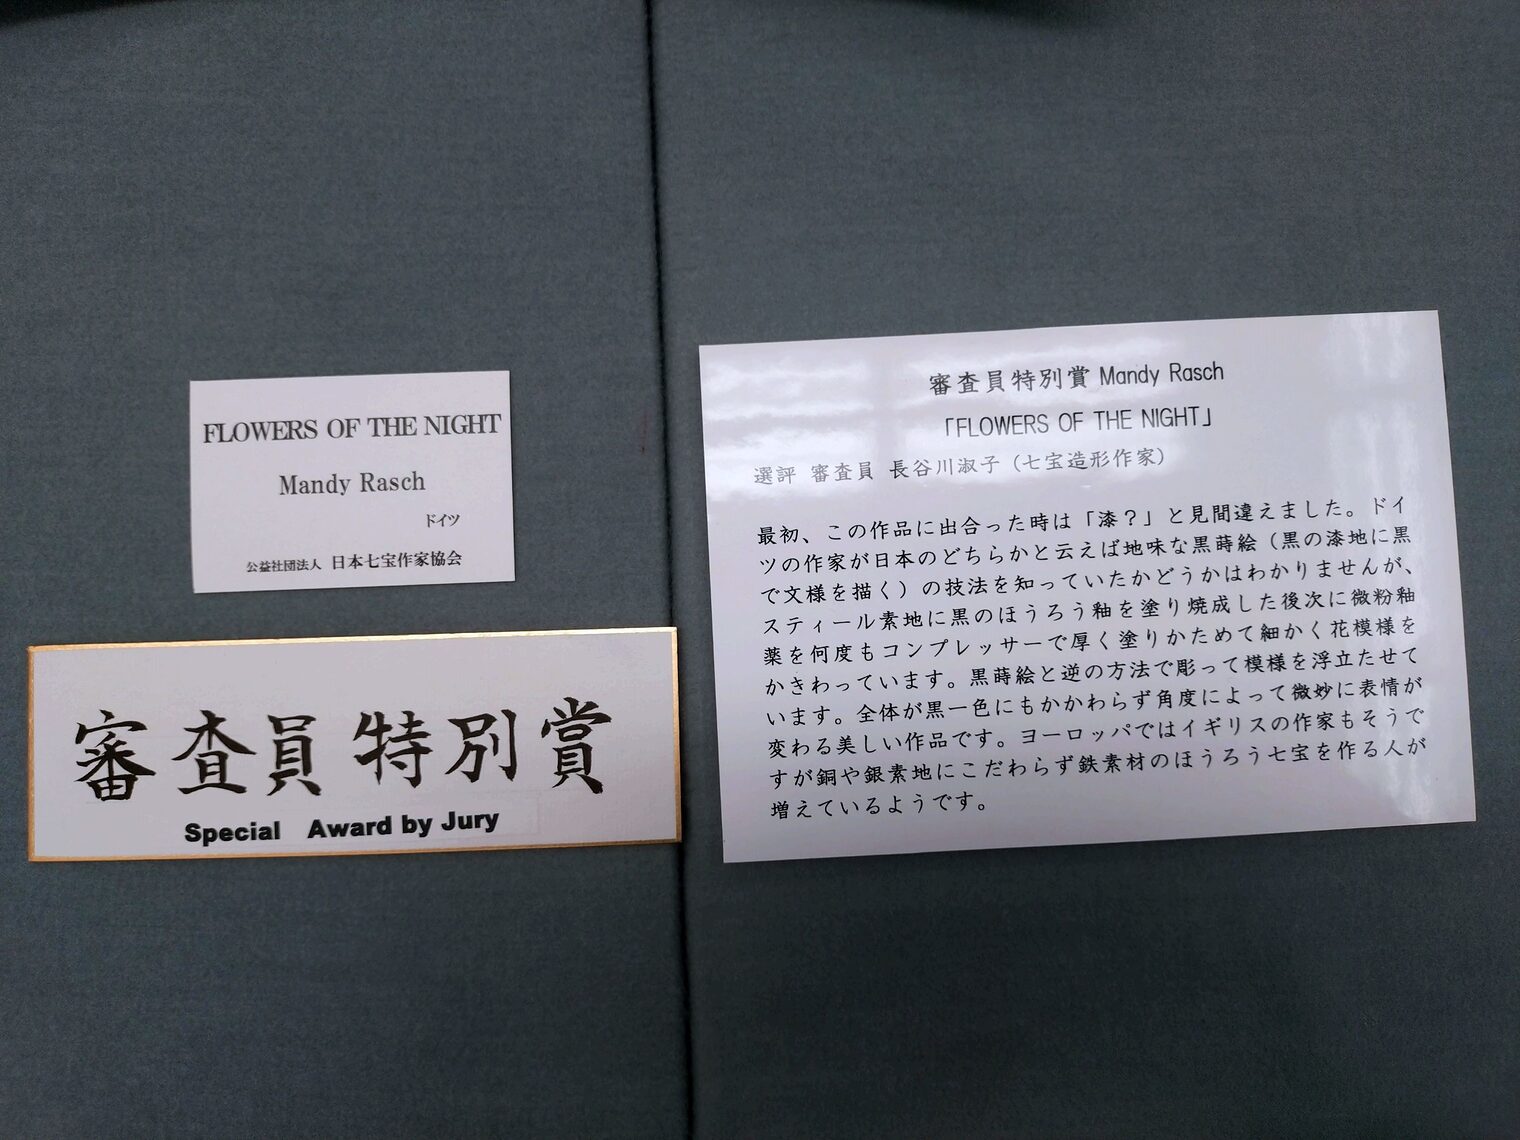 FLOWERS OF THE NIGHT
Mandy Rasch
ドイツ
公益社団法人 日本七宝作家協会
審査員特別賞
Special Award by Jury
審査員特別賞 Mandy Rasch
「FLOWERS OF THE NIGHT」
選評 審査員 長谷川淑子（七宝造形作家）
最初、この作品に出合った時は「漆？」と見間違えました。ドイ
ツの作家が日本のどちらかと云えば地味な黒蒔絵（黒の漆地に黒
で文様を描く）の技法を知っていたかどうかはわかりませんが、
スティール素地に黒のほうろう釉を塗り焼成した後次に微粉釉
薬を何度もコンプレッサーで厚く塗りかためて細かく花模様を
かきわっています。黒蒔絵と逆の方法で彫って模様を浮立たせて
います。全体が黒一色にもかかわらず角度によって微妙に表情が
変わる美しい作品です。ヨーロッパではイギリスの作家もそうで
すが銅や銀素地にこだわらず鉄素材のほうろう七宝を作る人が
増えているようです。